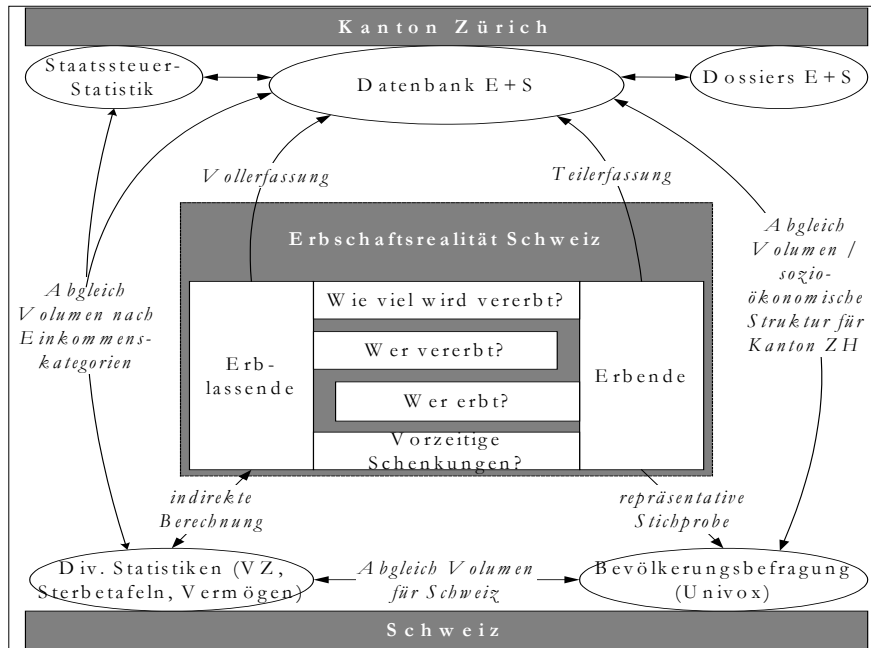 Kanton Zürich
Staatssteuer-
Statistik
Datenbank E+S
Dossiers E+S
Vollerfassung
Teilerfassung
Erbschaftsrealität Schweiz
Abgleich
Volumen nach
Einkommens-
kategorien
Abgleich
Volumen /
sozio-
ökonomische
Struktur für
Kanton ZH
Erb-
lassende
Wie viel wird vererbt?
Wer vererbt?
Wer erbt?
Vorzeitige
Schenkungen?
Erbende
indirekte
Berechnung
repräsentative
Stichprobe
Div. Statistiken (VZ,
Sterbetafeln, Vermögen)
Abgleich Volumen
für Schweiz
Bevölkerungsbefragung
(Univox)
Schweiz